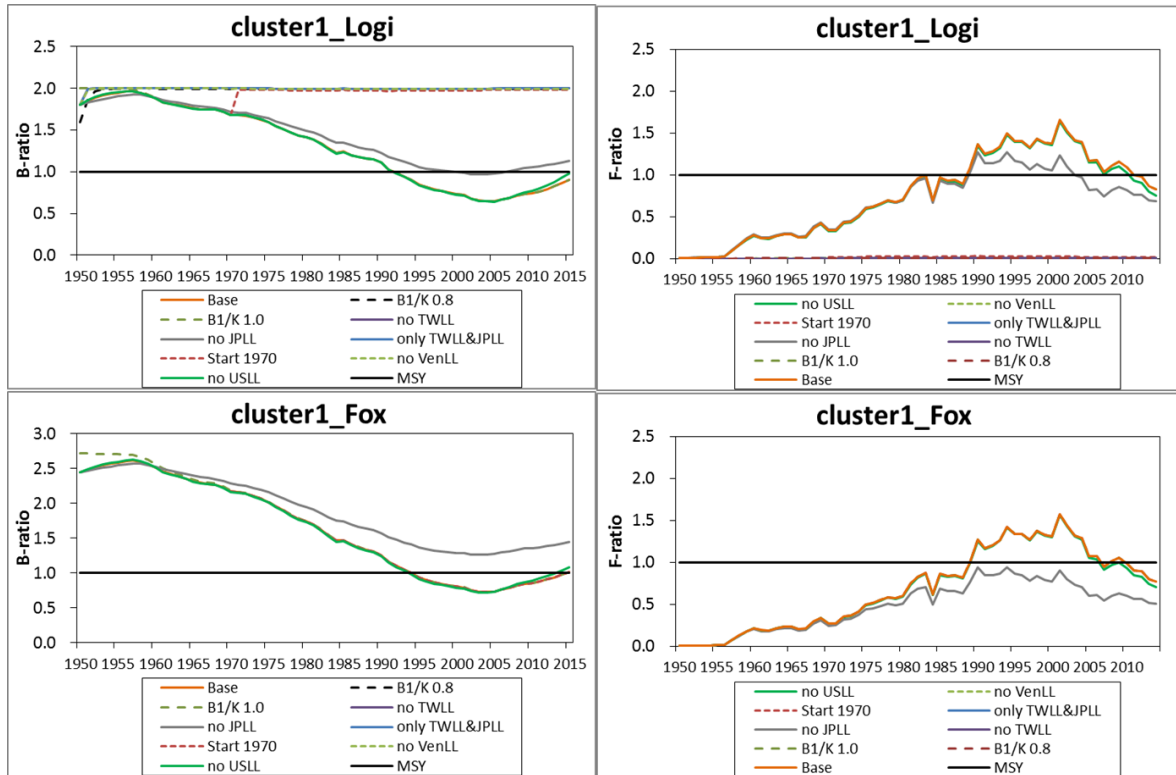 cluster1_Logi
2.5
2.0
1.5
1.0
0.5
0.0
B-ratio
1950 1955 1960 1965 1970 1975 1980 1985 1990 1995 2000 2005 2010 2015
Base
B1/K 0.8
B1/K 1.0
no TWLL
no JPLL
only TWLL&JPLL
Start 1970
no VenLL
no USLL
MSY
cluster1_Logi
2.5
2.0
1.5
1.0
0.5
0.0
F-ratio
1950 1955 1960 1965 1970 1975 1980 1985 1990 1995 2000 2005 2010
no USLL
no VenLL
Start 1970
only TWLL&JPLL
no JPLL
no TWLL
B1/K 1.0
B1/K 0.8
Base
MSY
cluster1_Fox
3.0
2.5
2.0
1.5
1.0
0.5
0.0
B-ratio
1950 1955 1960 1965 1970 1975 1980 1985 1990 1995 2000 2005 2010 2015
Base
B1/K 0.8
B1/K 1.0
no TWLL
no JPLL
only TWLL&JPLL
Start 1970
no VenLL
no USLL
MSY
cluster1_Fox
2.5
2.0
1.5
1.0
0.5
0.0
F-ratio
1950 1955 1960 1965 1970 1975 1980 1985 1990 1995 2000 2005 2010
no USLL
no VenLL
Start 1970
only TWLL&JPLL
no JPLL
no TWLL
B1/K 1.0
B1/K 0.8
Base
MSY